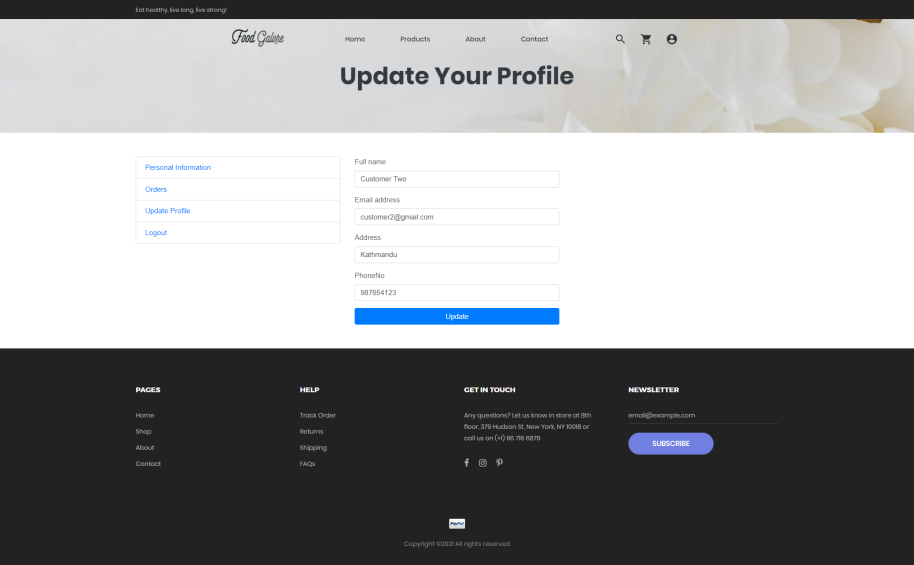 Eat healthy, live long, live strong!
Food Galore
Home Products About Contact
Update Your Profile
Personal Information
Orders
Update Profile
Logout
Full name
Customer Two
Email address
customer2@gmail.com
Address
Kathmandu
PhoneNo
987654123
Update
PAGES
Home
Shop
About
Contact
HELP
Track Order
Returns
Shipping
FAQs
GET IN TOUCH
Any questions? Let us know in store at 8th
floor, 379 Hudson St, New York, NY 10018 or
call us on (+1) 96 716 6879
NEWSLETTER
email@example.com
SUBSCRIBE
PayPal
Copyright ©2021 All rights reserved